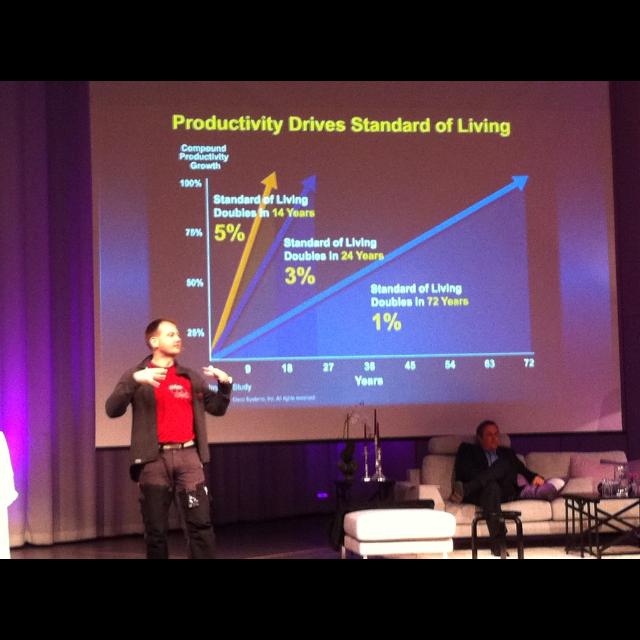 Productivity Drives Standard of Living
Compound
Productivity
Growth
100%
75%
50%
25%
Standard of Living
Doubles in 14 Years
5%
Standard of Living
Doubles in 24 Years
3%
Standard of Living
Doubles in 72 Years
1%
9 18 27 36 45 54 63 72
Years
Study
Cisco Systems, Inc. All rights reserved